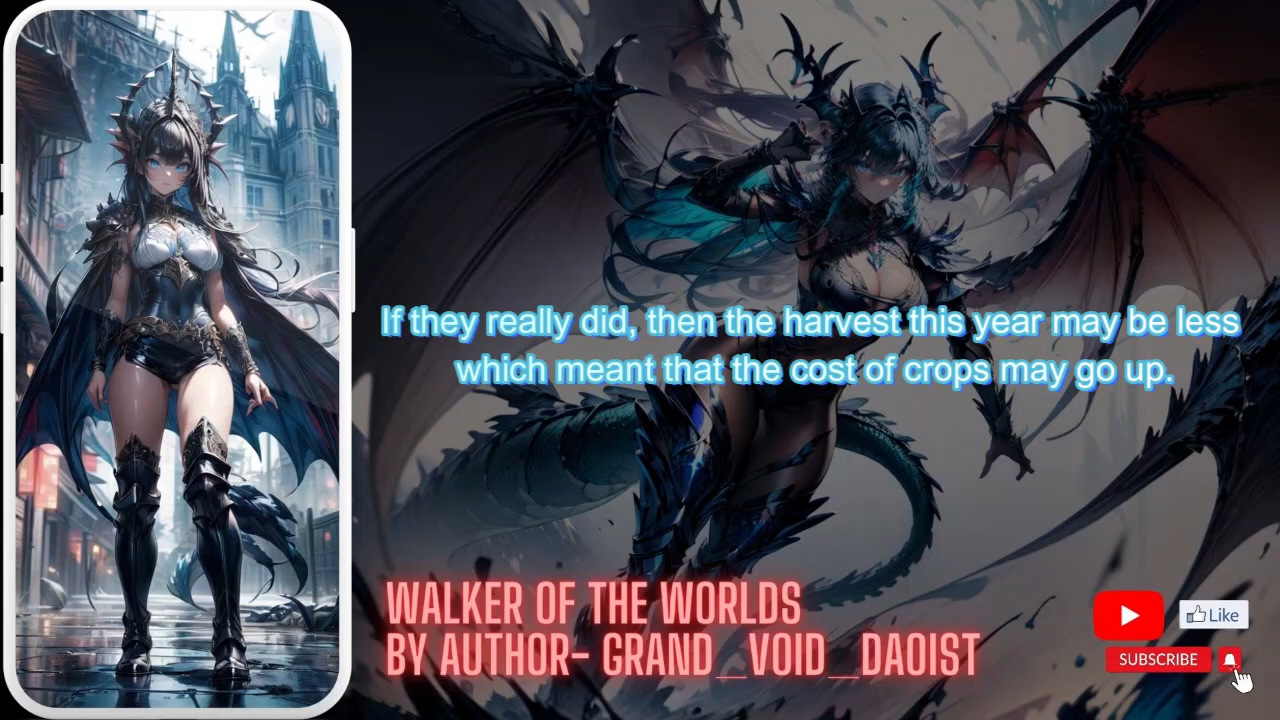 If they really did, then the harvest this year may be less
which meant that the cost of crops may go up.
WALKER OF THE WORLDS
BY AUTHOR- GRAND_VOID_DAOIST
Like
SUBSCRIBE